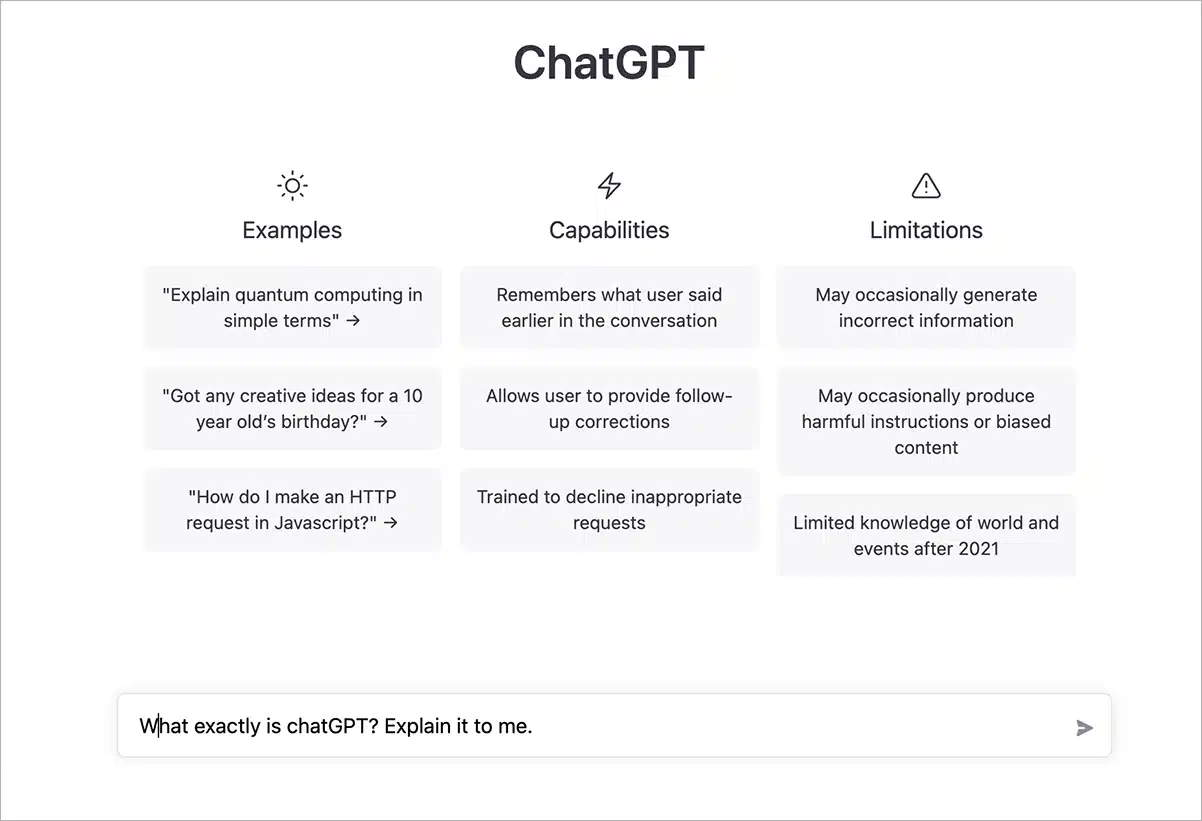 ChatGPT
Examples
"Explain quantum computing in
simple terms" →
"Got any creative ideas for a 10
year old’s birthday?" →
"How do I make an HTTP
request in Javascript?" →
Capabilities
Remembers what user said
earlier in the conversation
Allows user to provide follow-
up corrections
Trained to decline inappropriate
requests
Limitations
May occasionally generate
incorrect information
May occasionally produce
harmful instructions or biased
content
Limited knowledge of world and
events after 2021
What exactly is chatGPT? Explain it to me.